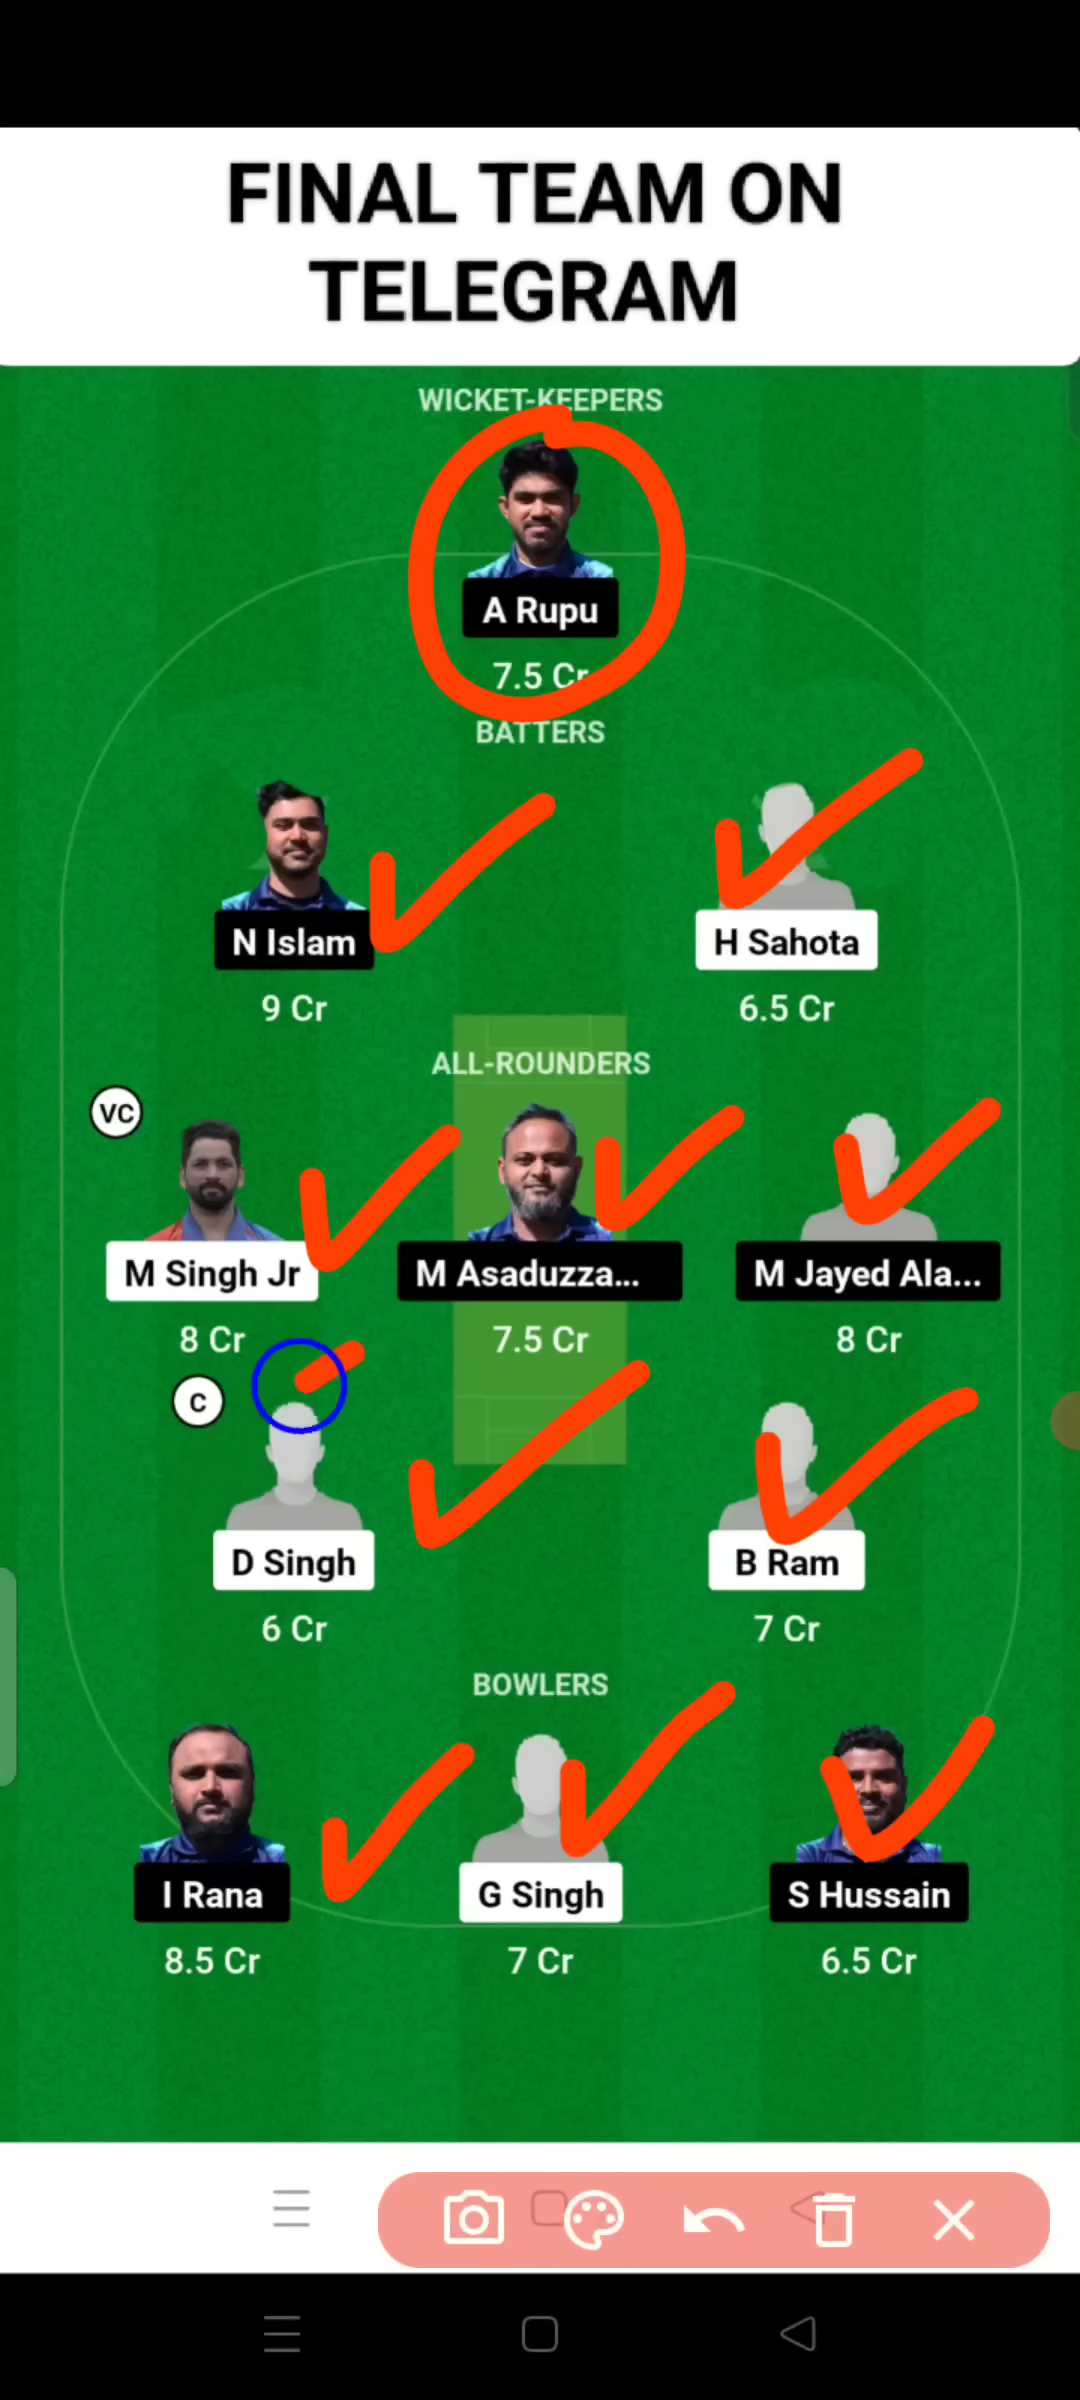 FINAL TEAM ON
TELEGRAM
WICKET-KEEPERS
A Rupu
7.5 Cr
BATTERS
N Islam
H Sahota
9 Cr
6.5 Cr
ALL-ROUNDERS
VC
M Singh Jr
M Asaduzza...
M Jayed Ala...
8 Cr
7.5 Cr
8 Cr
C
D Singh
B Ram
6 Cr
7 Cr
BOWLERS
I Rana
G Singh
S Hussain
8.5 Cr
7 Cr
6.5 Cr